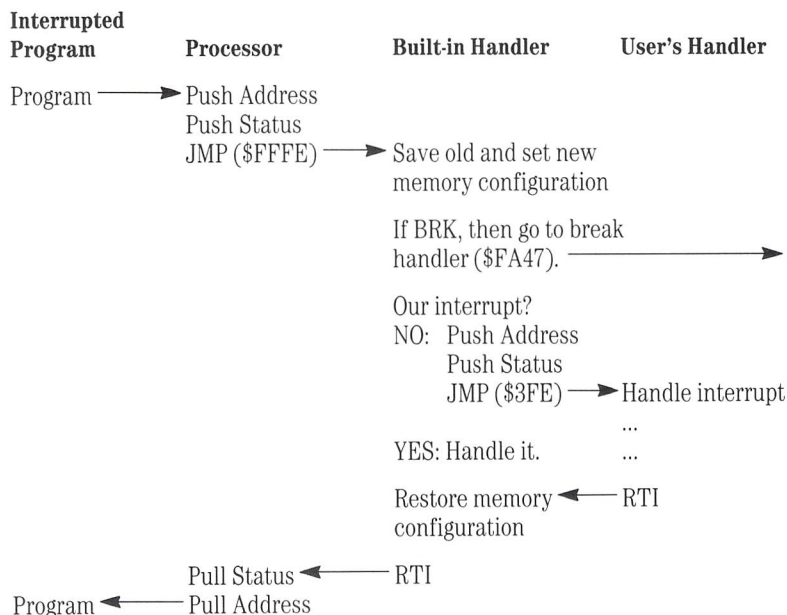 Interrupted
Program Processor Built-in Handler User's Handler
Program Push Address
Push Status
JMP ($FFFE) Save old and set new
memory configuration
If BRK, then go to break
handler ($FA47).
Our interrupt?
NO: Push Address
Push Status
JMP ($3FE) Handle interrupt
...
YES: Handle it. ...
Restore memory RTI
configuration
Pull Status RTI
Program Pull Address